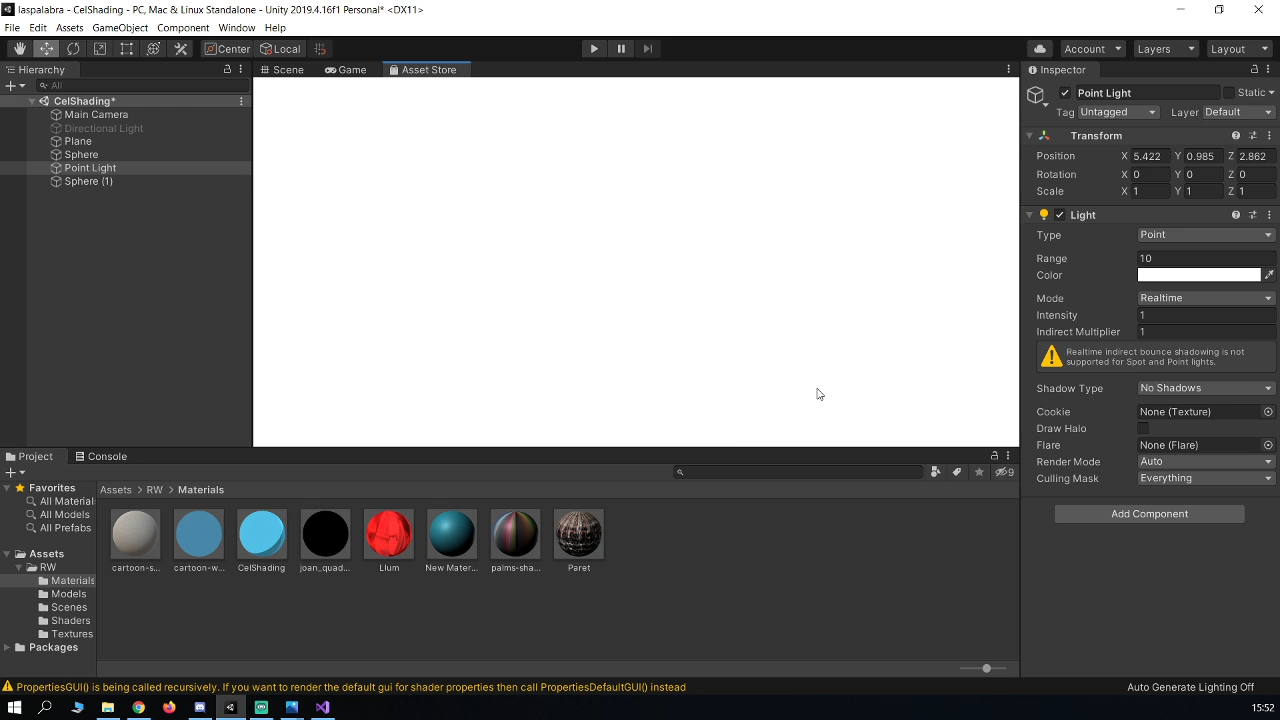 laspalabra - CelShading - PC, Mac & Linux Standalone - Unity 2019.4.16f1 Personal* <DX11>
File Edit Assets GameObject Component Window Help
Center Local Account Layers Layout
Hierarchy
All
CelShading*
Main Camera
Directional Light
Plane
Sphere
Point Light
Sphere (1)
Scene Game Asset Store
Inspector
Point Light Static
Tag Untagged Layer Default
Transform
Position X 5.422 Y 0.985 Z 2.862
Rotation X 0 Y 0 Z 0
Scale X 1 Y 1 Z 1
Light
Type Point
Range 10
Color
Mode Realtime
Intensity 1
Indirect Multiplier 1
Realtime indirect bounce shadowing is not
supported for Spot and Point lights.
Shadow Type No Shadows
Cookie None (Texture)
Draw Halo
Flare None (Flare)
Render Mode Auto
Culling Mask Everything
Add Component
Project Console
9
Favorites
All Materials
All Models
All Prefabs
Assets
RW
Materials
Models
Scenes
Shaders
Textures
Packages
Assets > RW > Materials
cartoon-s... cartoon-w... CelShading joan_quad... Llum New Mater... palms-sha... Paret
PropertiesGUI() is being called recursively. If you want to render the default gui for shader properties then call PropertiesDefaultGUI() instead
Auto Generate Lighting Off
15:52